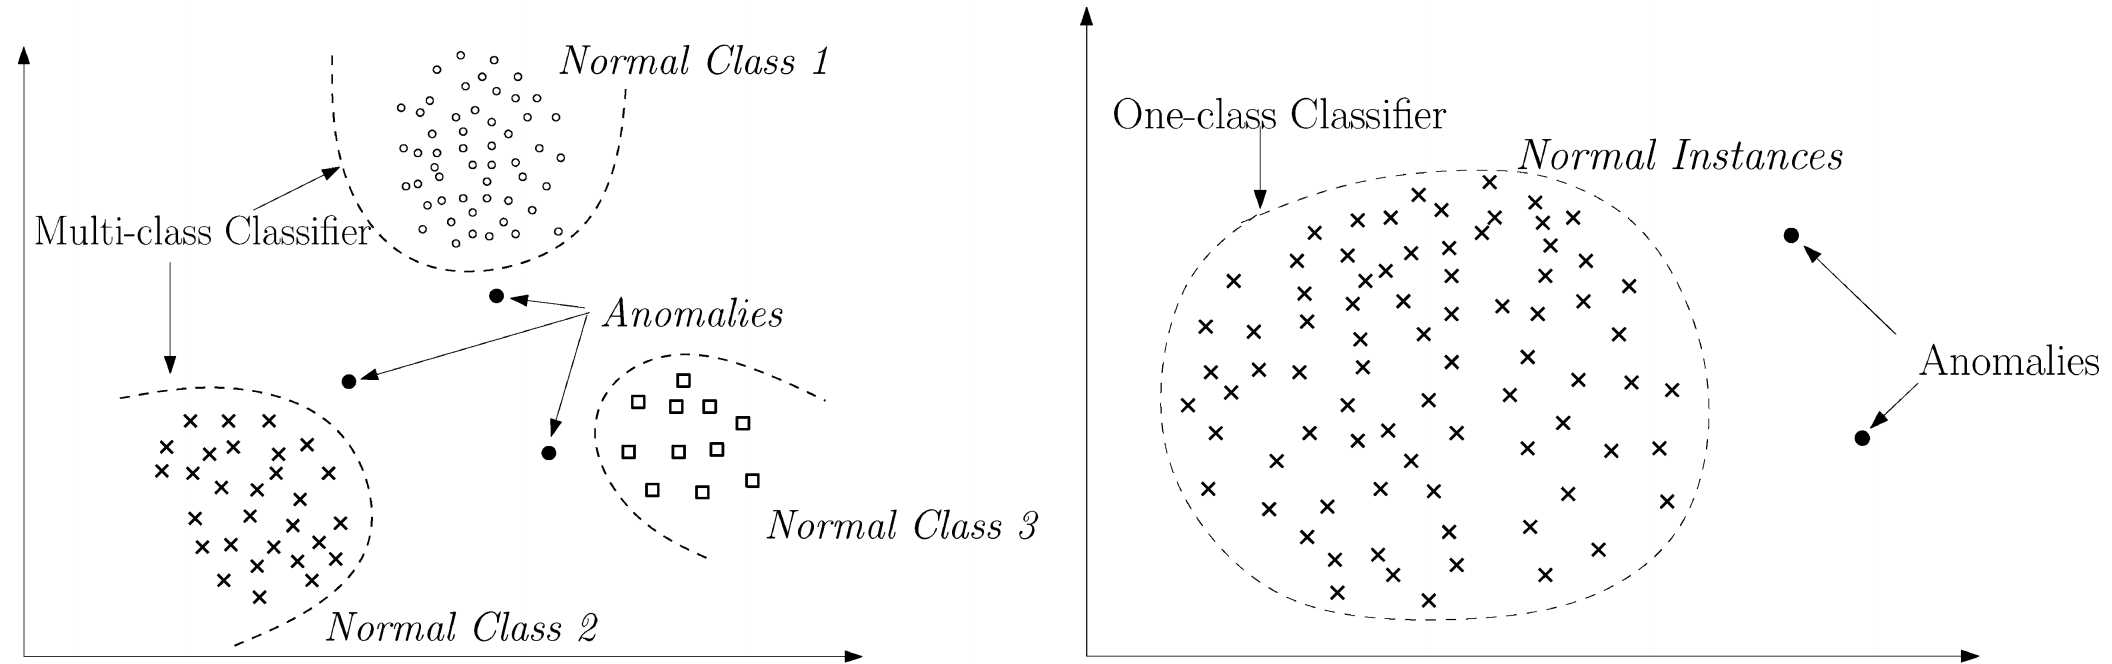 Normal Class 1
Multi-class Classifier
Anomalies
Normal Class 3
Normal Class 2
One-class Classifier
Normal Instances
Anomalies